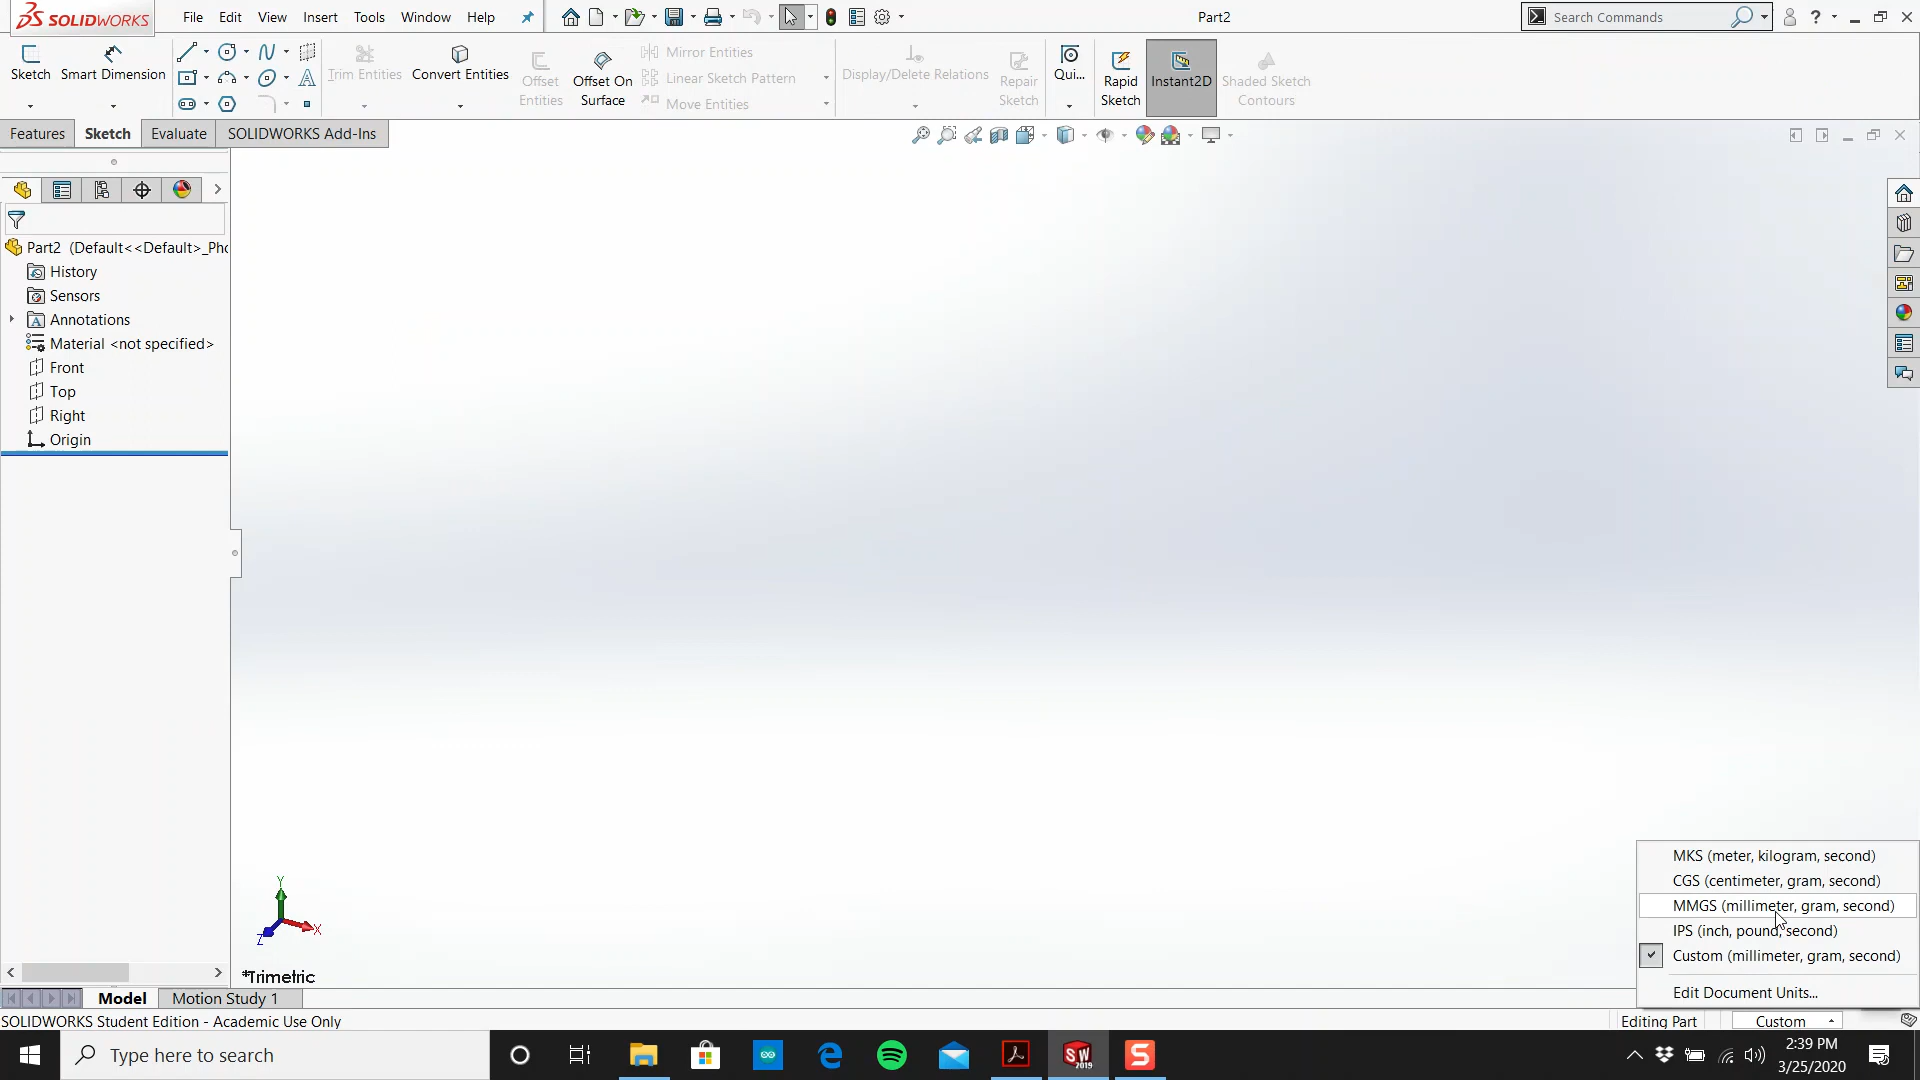 SOLIDWORKS
File Edit View Insert Tools Window Help
Part2
Search Commands
Sketch
Smart Dimension
Trim Entities
Convert Entities
Offset Entities
Offset On Surface
Mirror Entities
Linear Sketch Pattern
Move Entities
Display/Delete Relations
Repair Sketch
Qui...
Rapid Sketch
Instant2D
Shaded Sketch Contours
Features Sketch Evaluate SOLIDWORKS Add-Ins
Part2 (Default<<Default>_Pho
History
Sensors
Annotations
Material <not specified>
Front
Top
Right
Origin
Y
X
Z
*Trimetric
MKS (meter, kilogram, second)
CGS (centimeter, gram, second)
MMGS (millimeter, gram, second)
IPS (inch, pound, second)
Custom (millimeter, gram, second)
Edit Document Units...
Model Motion Study 1
SOLIDWORKS Student Edition - Academic Use Only
Editing Part
Custom
Type here to search
SW
2019
S
2:39 PM
3/25/2020